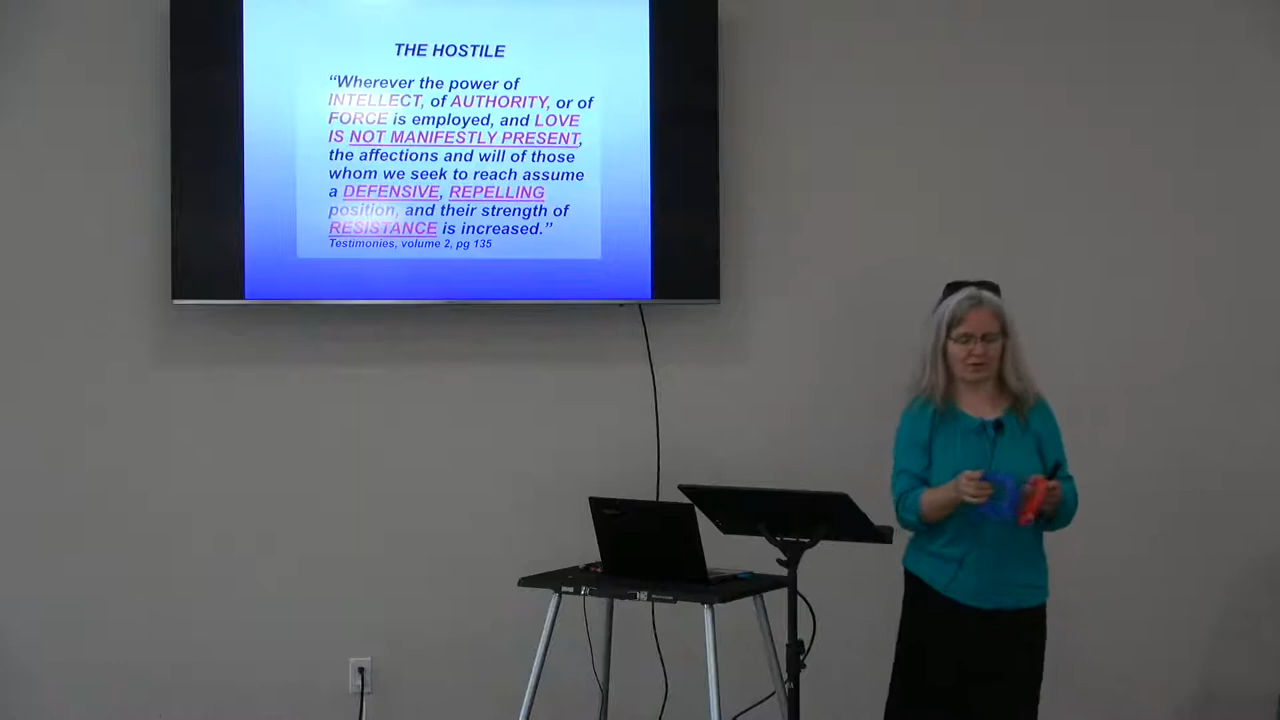 THE HOSTILE
“Wherever the power of
INTELLECT, of AUTHORITY, or of
FORCE is employed, and LOVE
IS NOT MANIFESTLY PRESENT,
the affections and will of those
whom we seek to reach assume
a DEFENSIVE, REPELLING
position, and their strength of
RESISTANCE is increased.”
Testimonies, volume 2, pg 135